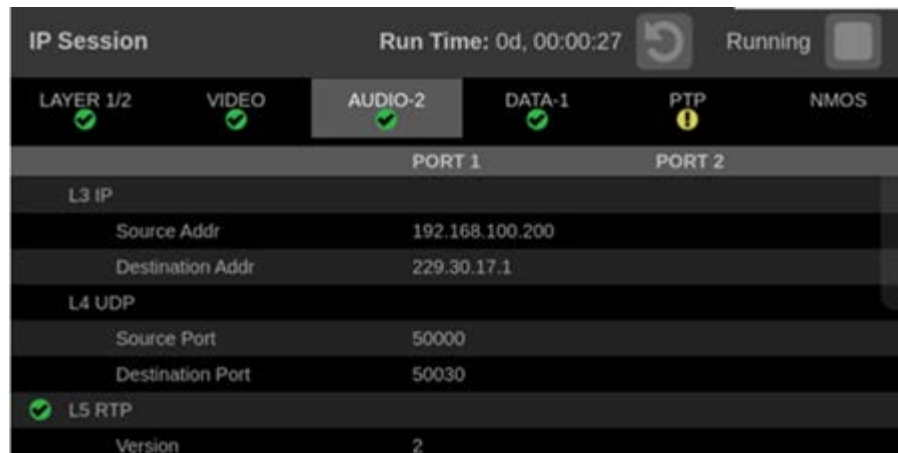 IP Session Run Time: 0d, 00:00:27 Running
LAYER 1/2 VIDEO AUDIO-2 DATA-1 PTP NMOS
PORT 1 PORT 2
L3 IP
Source Addr 192.168.100.200
Destination Addr 229.30.17.1
L4 UDP
Source Port 50000
Destination Port 50030
L5 RTP
Version 2